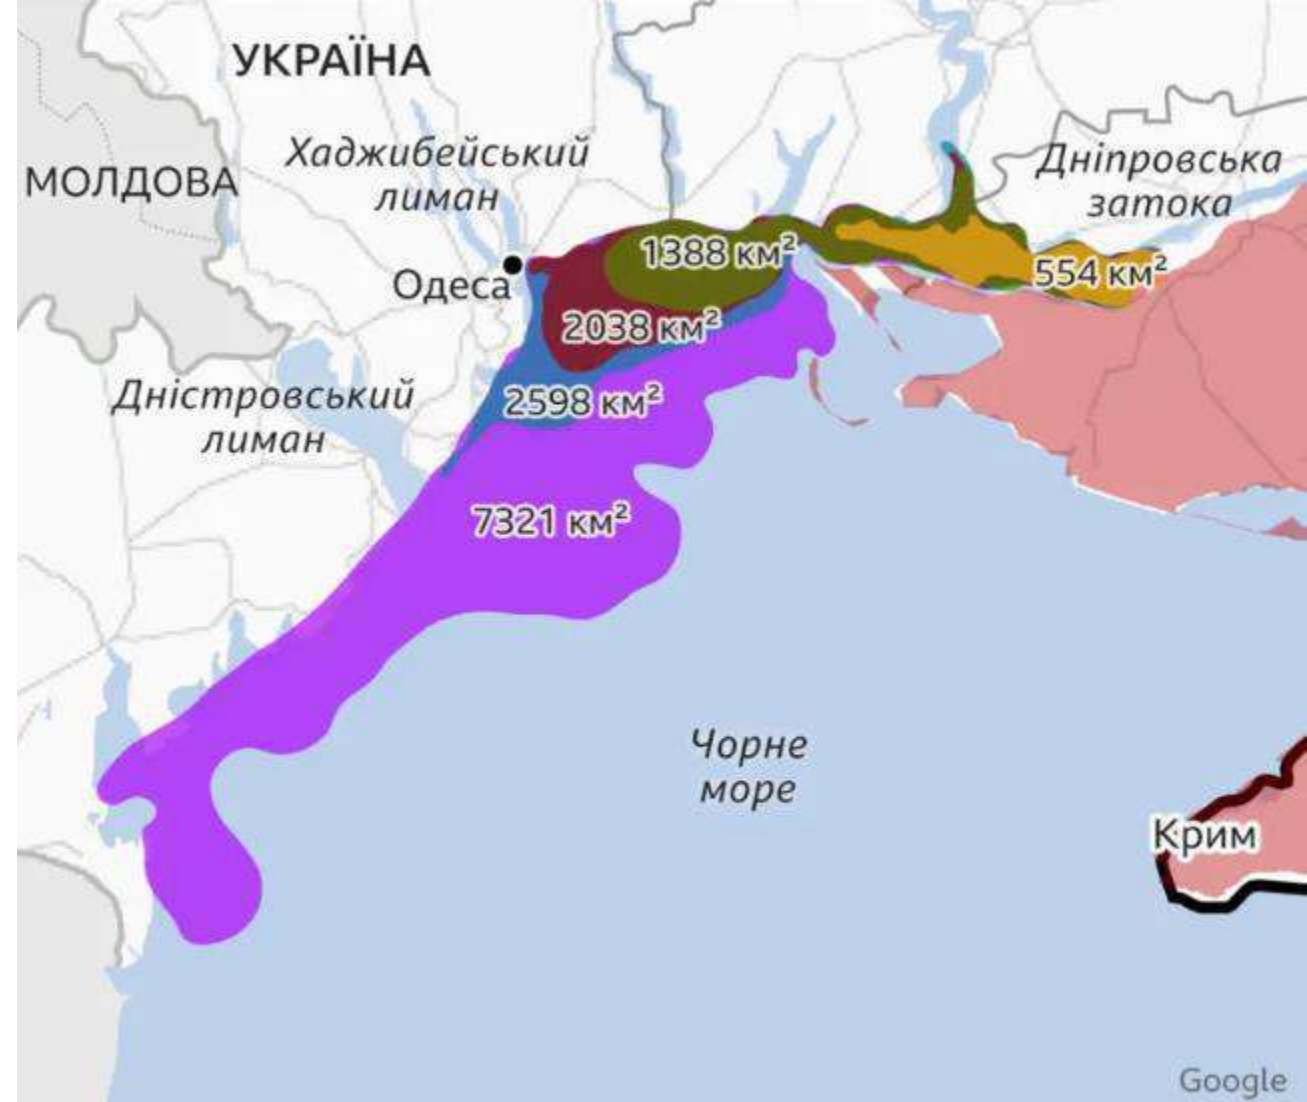 УКРАЇНА
Хаджибейський
лиман
МОЛДОВА
Дніпровська
затока
1388 км²
Одеса
554 км²
2038 км²
Дністровський
лиман
2598 км²
7321 км²
Чорне
море
Крим
Google